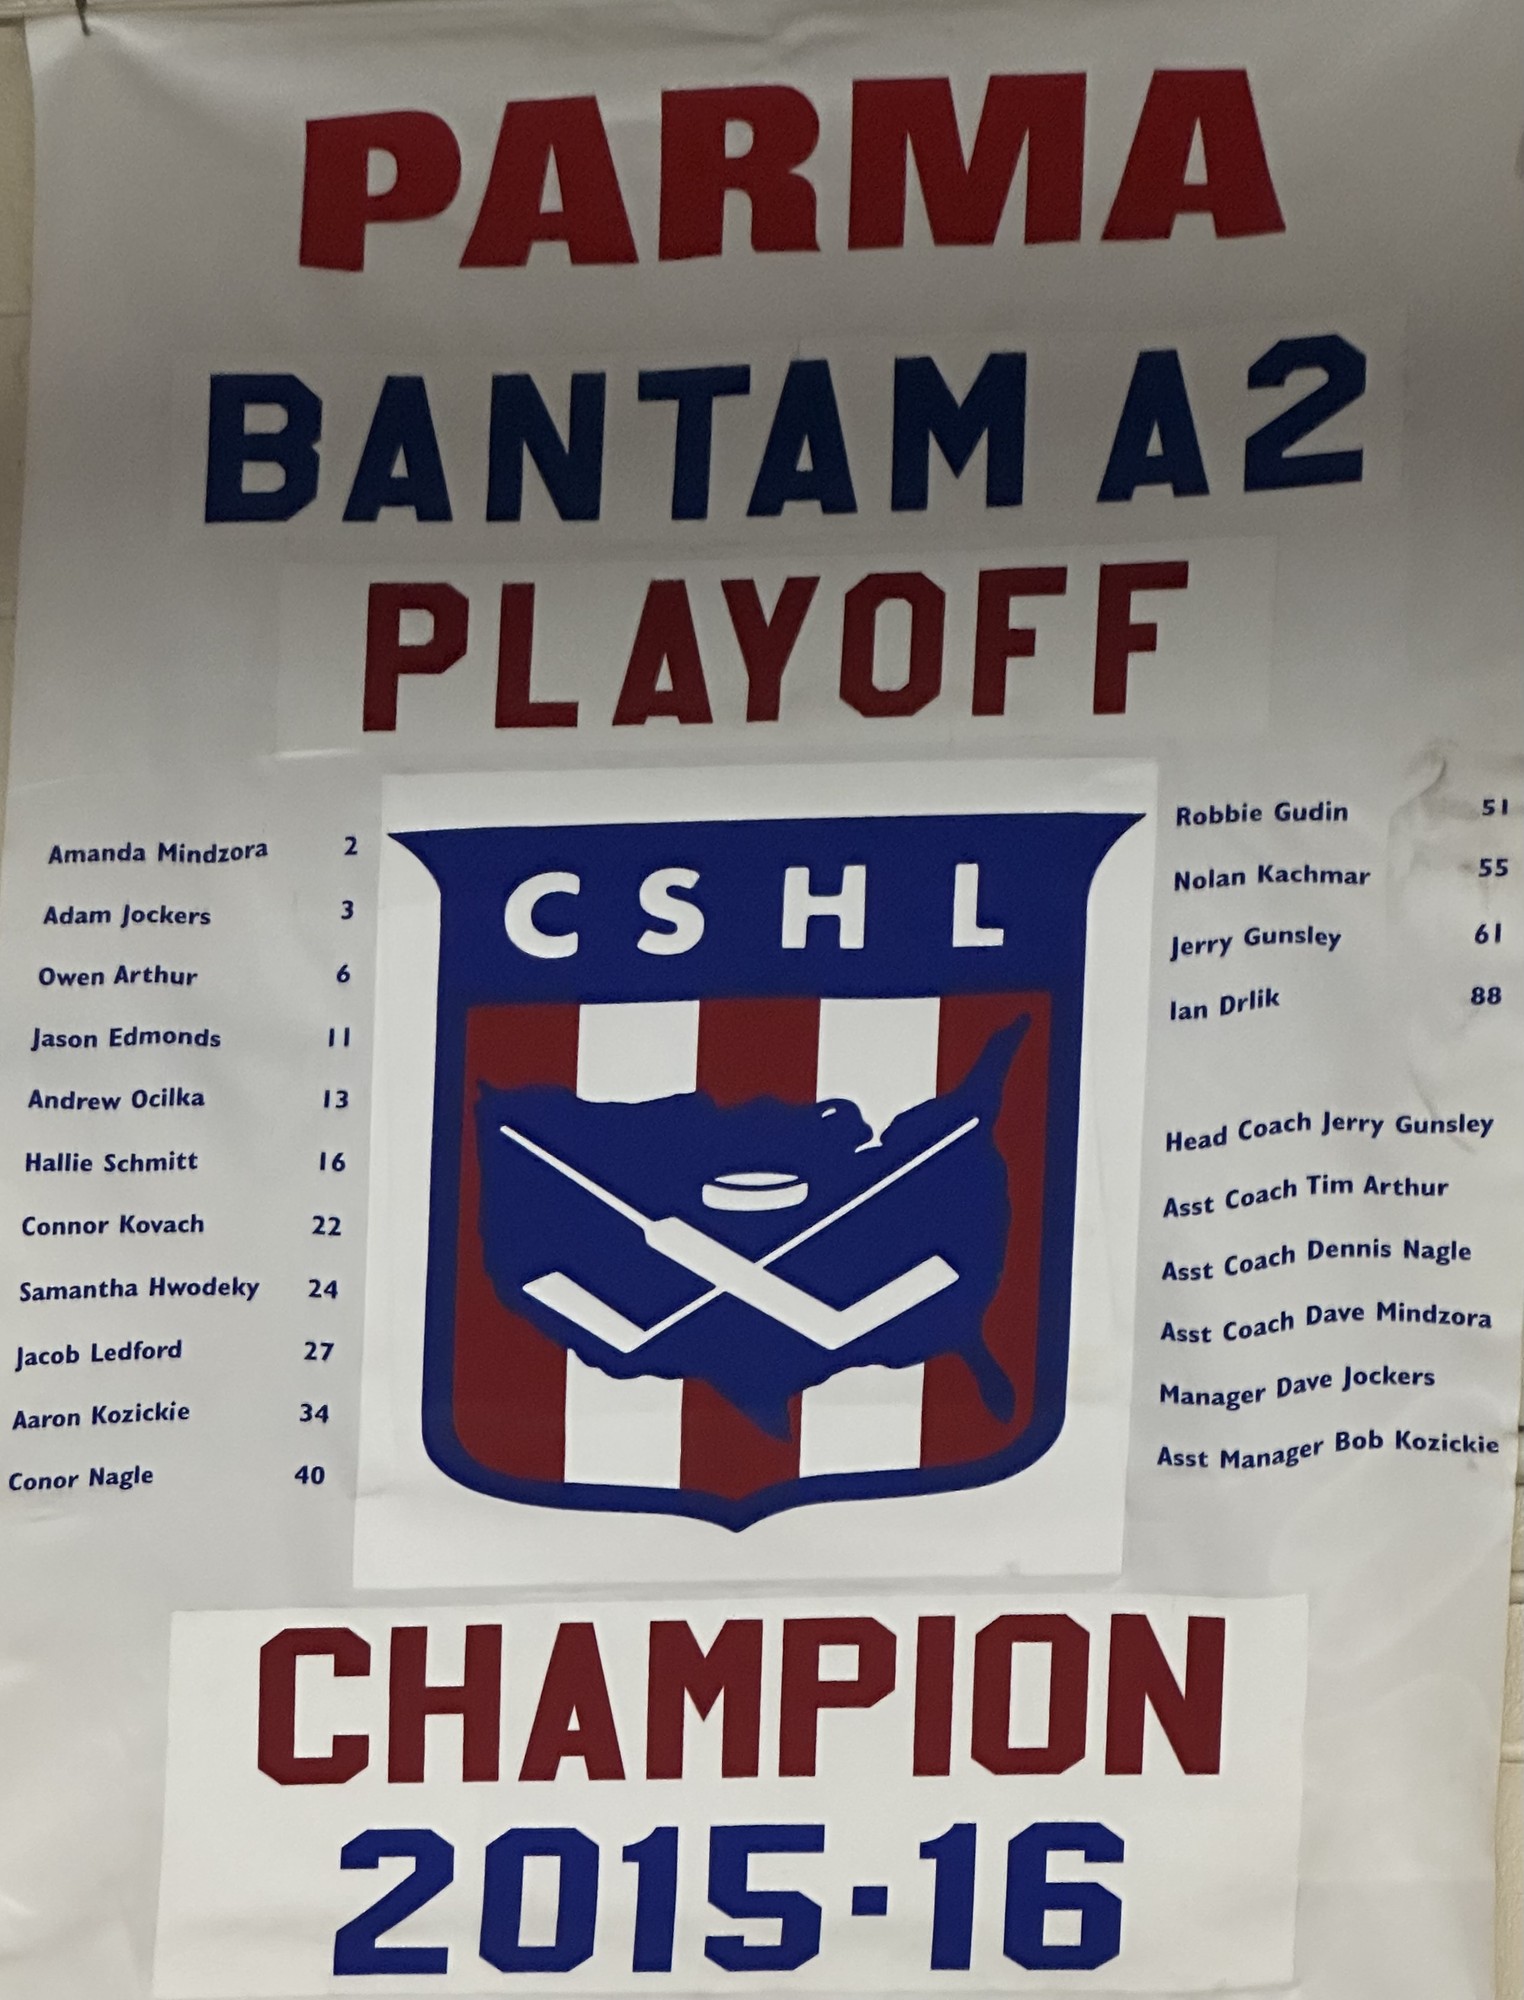 PARMA
BANTAM A2
PLAYOFF
CSHL
Amanda Mindzora 2
Adam Jockers 3
Owen Arthur 6
Jason Edmonds 11
Andrew Ocilka 13
Hallie Schmitt 16
Connor Kovach 22
Samantha Hwodeky 24
Jacob Ledford 27
Aaron Kozickie 34
Conor Nagle 40
Robbie Gudin 51
Nolan Kachmar 55
Jerry Gunsley 61
Ian Drlik 88
Head Coach Jerry Gunsley
Asst Coach Tim Arthur
Asst Coach Dennis Nagle
Asst Coach Dave Mindzora
Manager Dave Jockers
Asst Manager Bob Kozickie
CHAMPION
2015-16